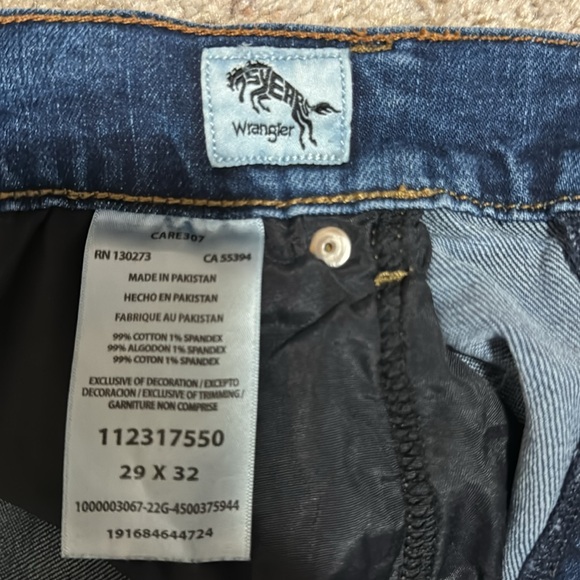 75 YEARS
Wrangler
CARE307
RN 130273 CA 55394
MADE IN PAKISTAN
HECHO EN PAKISTAN
FABRIQUE AU PAKISTAN
99% COTTON 1% SPANDEX
99% ALGODON 1% SPANDEX
99% COTON 1% SPANDEX
EXCLUSIVE OF DECORATION/EXCEPTO
DECORACION / EXCLUSIVE OF TRIMMING/
GARNITURE NON COMPRISE
112317550
29 X 32
1000003067-22G-4500375944
191684644724